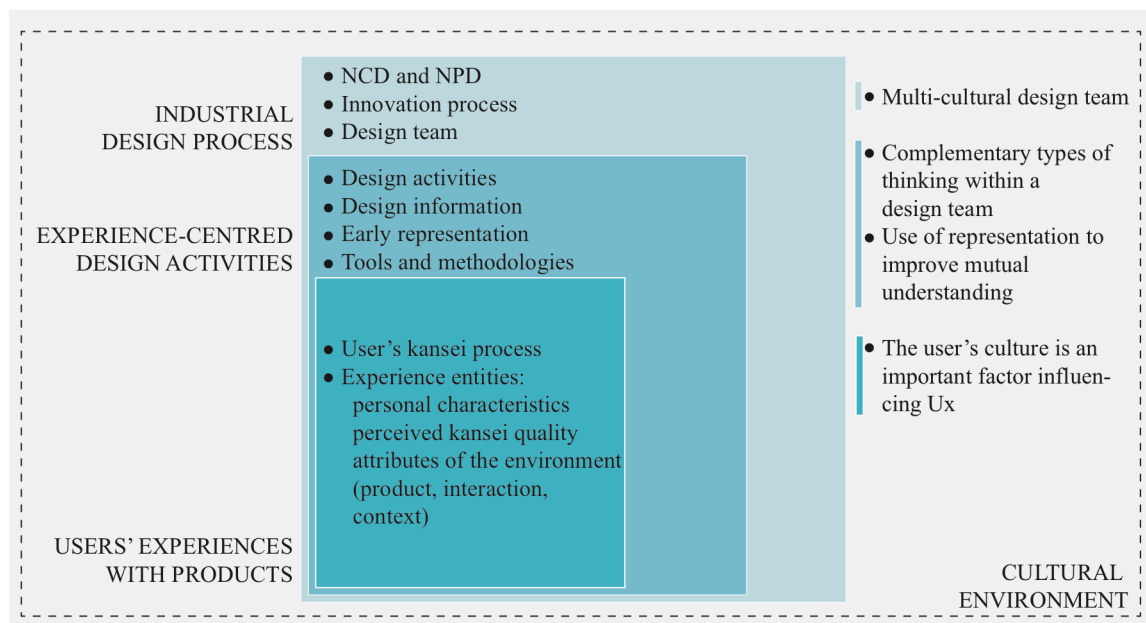 INDUSTRIAL
DESIGN PROCESS
● NCD and NPD
● Innovation process
● Design team
EXPERIENCE-CENTRED
DESIGN ACTIVITIES
● Design activities
● Design information
● Early representation
● Tools and methodologies
USERS’ EXPERIENCES
WITH PRODUCTS
● User’s kansei process
● Experience entities:
personal characteristics
perceived kansei quality
attributes of the environment
(product, interaction,
context)
● Multi-cultural design team
● Complementary types of
thinking within a
design team
● Use of representation to
improve mutual
understanding
● The user’s culture is an
important factor influen-
cing Ux
CULTURAL
ENVIRONMENT